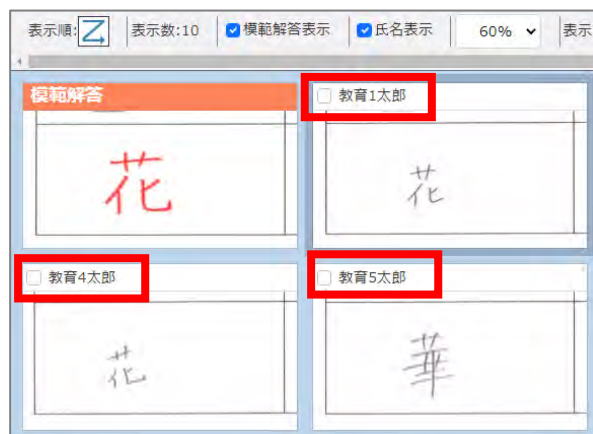 表示順: 表示数:10 模範解答表示 氏名表示 60% 表示
模範解答
花
教育1太郎
花
教育4太郎
花
教育5太郎
華